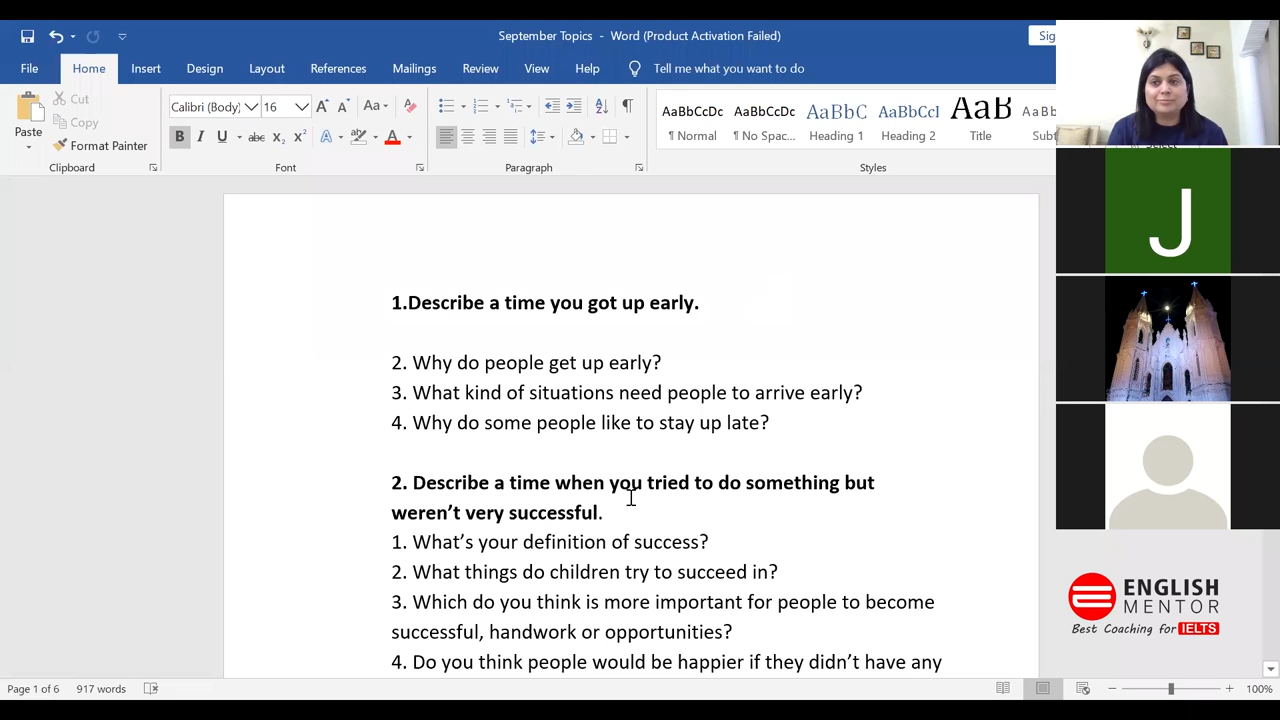 September Topics - Word (Product Activation Failed)
Sig
File Home Insert Design Layout References Mailings Review View Help Tell me what you want to do
Paste
Cut
Copy
Format Painter
Clipboard
Calibri (Body) 16
Aa
B I U abc
Font
Paragraph
AaBbCcDc AaBbCcDc AaBbC AaBbCcI AaB AaBb
¶ Normal ¶ No Spac... Heading 1 Heading 2 Title Subt
Styles
Select
J
1.Describe a time you got up early.
2. Why do people get up early?
3. What kind of situations need people to arrive early?
4. Why do some people like to stay up late?
2. Describe a time when you tried to do something but
weren’t very successful.
1. What’s your definition of success?
2. What things do children try to succeed in?
3. Which do you think is more important for people to become
successful, handwork or opportunities?
4. Do you think people would be happier if they didn’t have any
ENGLISH
MENTOR
Best Coaching for IELTS
Page 1 of 6 917 words
100%